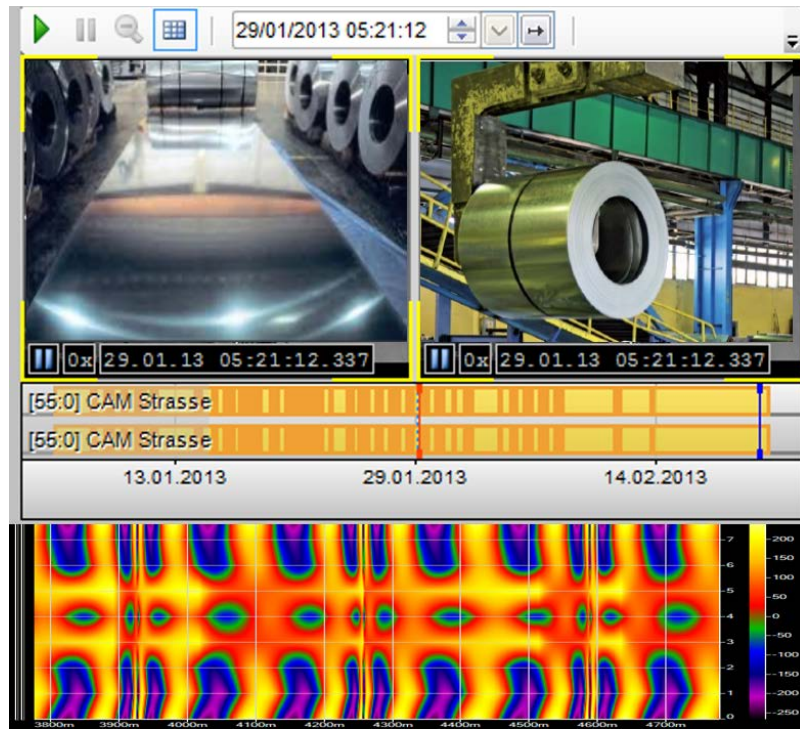 29/01/2013 05:21:12
0x 29.01.13 05:21:12.337
0x 29.01.13 05:21:12.337
[55:0] CAM Strasse
[55:0] CAM Strasse
13.01.2013 29.01.2013 14.02.2013
7 200
6 150
5 100
4 50
3 0
2 -50
1 -100
0 -150
-200
-250
3800m 3900m 4000m 4100m 4200m 4300m 4400m 4500m 4600m 4700m